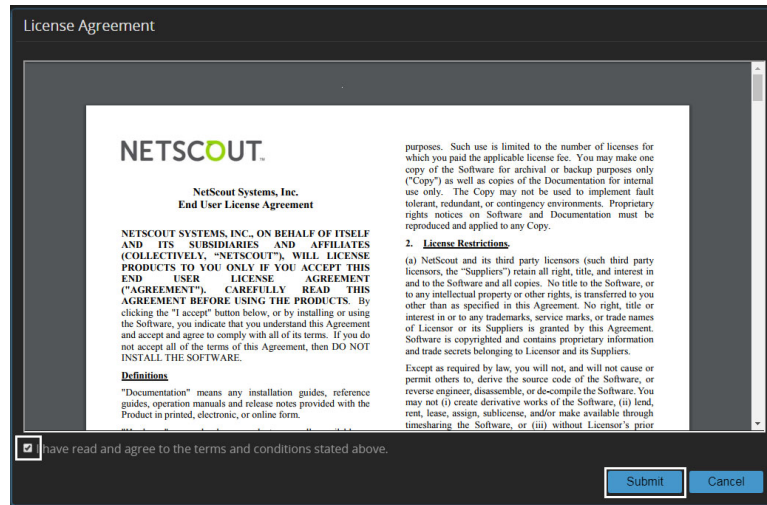 License Agreement
NETSCOUT
NetScout Systems, Inc.
End User License Agreement
NETSCOUT SYSTEMS, INC., ON BEHALF OF ITSELF
AND ITS SUBSIDIARIES AND AFFILIATES
(COLLECTIVELY, “NETSCOUT”), WILL LICENSE
PRODUCTS TO YOU ONLY IF YOU ACCEPT THIS
END USER LICENSE AGREEMENT
("AGREEMENT"). CAREFULLY READ THIS
AGREEMENT BEFORE USING THE PRODUCTS. By
clicking the "I accept" button below, or by installing or using
the Software, you indicate that you understand this Agreement
and accept and agree to comply with all of its terms. If you do
not accept all of the terms of this Agreement, then DO NOT
INSTALL THE SOFTWARE.
Definitions
"Documentation" means any installation guides, reference
guides, operation manuals and release notes provided with the
Product in printed, electronic, or online form.
purposes. Such use is limited to the number of licenses for
which you paid the applicable license fee. You may make one
copy of the Software for archival or backup purposes only
("Copy") as well as copies of the Documentation for internal
use only. The Copy may not be used to implement fault
tolerant, redundant, or contingency environments. Proprietary
rights notices on Software and Documentation must be
reproduced and applied to any Copy.
2. License Restrictions.
(a) NetScout and its third party licensors (such third party
licensors, the “Suppliers”) retain all right, title, and interest in
and to the Software and all copies. No title to the Software, or
to any intellectual property or other rights, is transferred to you
other than as specified in this Agreement. No right, title or
interest in or to any trademarks, service marks, or trade names
of Licensor or its Suppliers is granted by this Agreement.
Software is copyrighted and contains proprietary information
and trade secrets belonging to Licensor and its Suppliers.
Except as required by law, you will not, and will not cause or
permit others to, derive the source code of the Software, or
reverse engineer, disassemble, or de-compile the Software. You
may not (i) create derivative works of the Software, (ii) lend,
rent, lease, assign, sublicense, and/or make available through
timesharing the Software, or (iii) without Licensor's prior
I have read and agree to the terms and conditions stated above.
Submit
Cancel